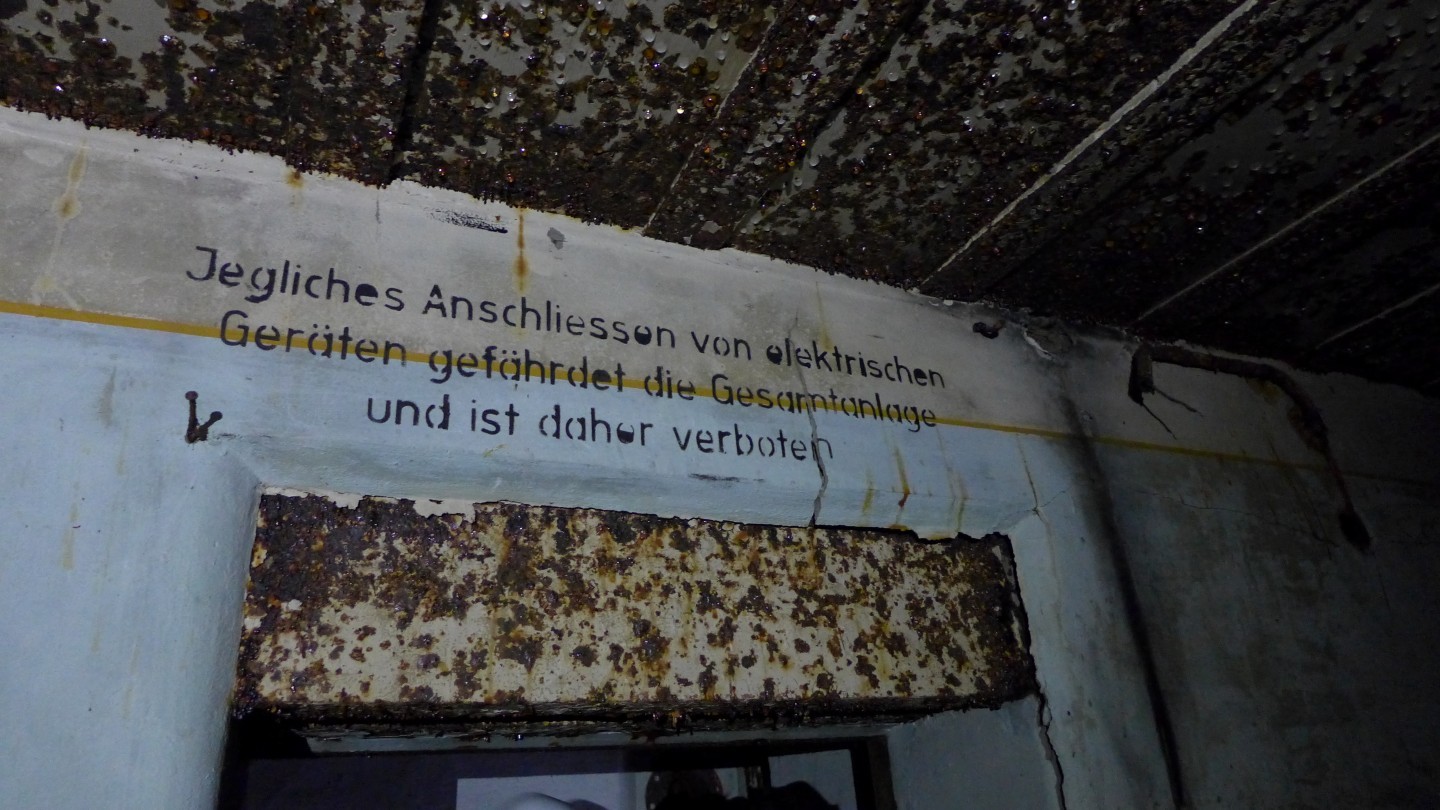 Jegliches Anschliessen von elektrischen
Geräten gefährdet die Gesamtanlage
und ist daher verboten